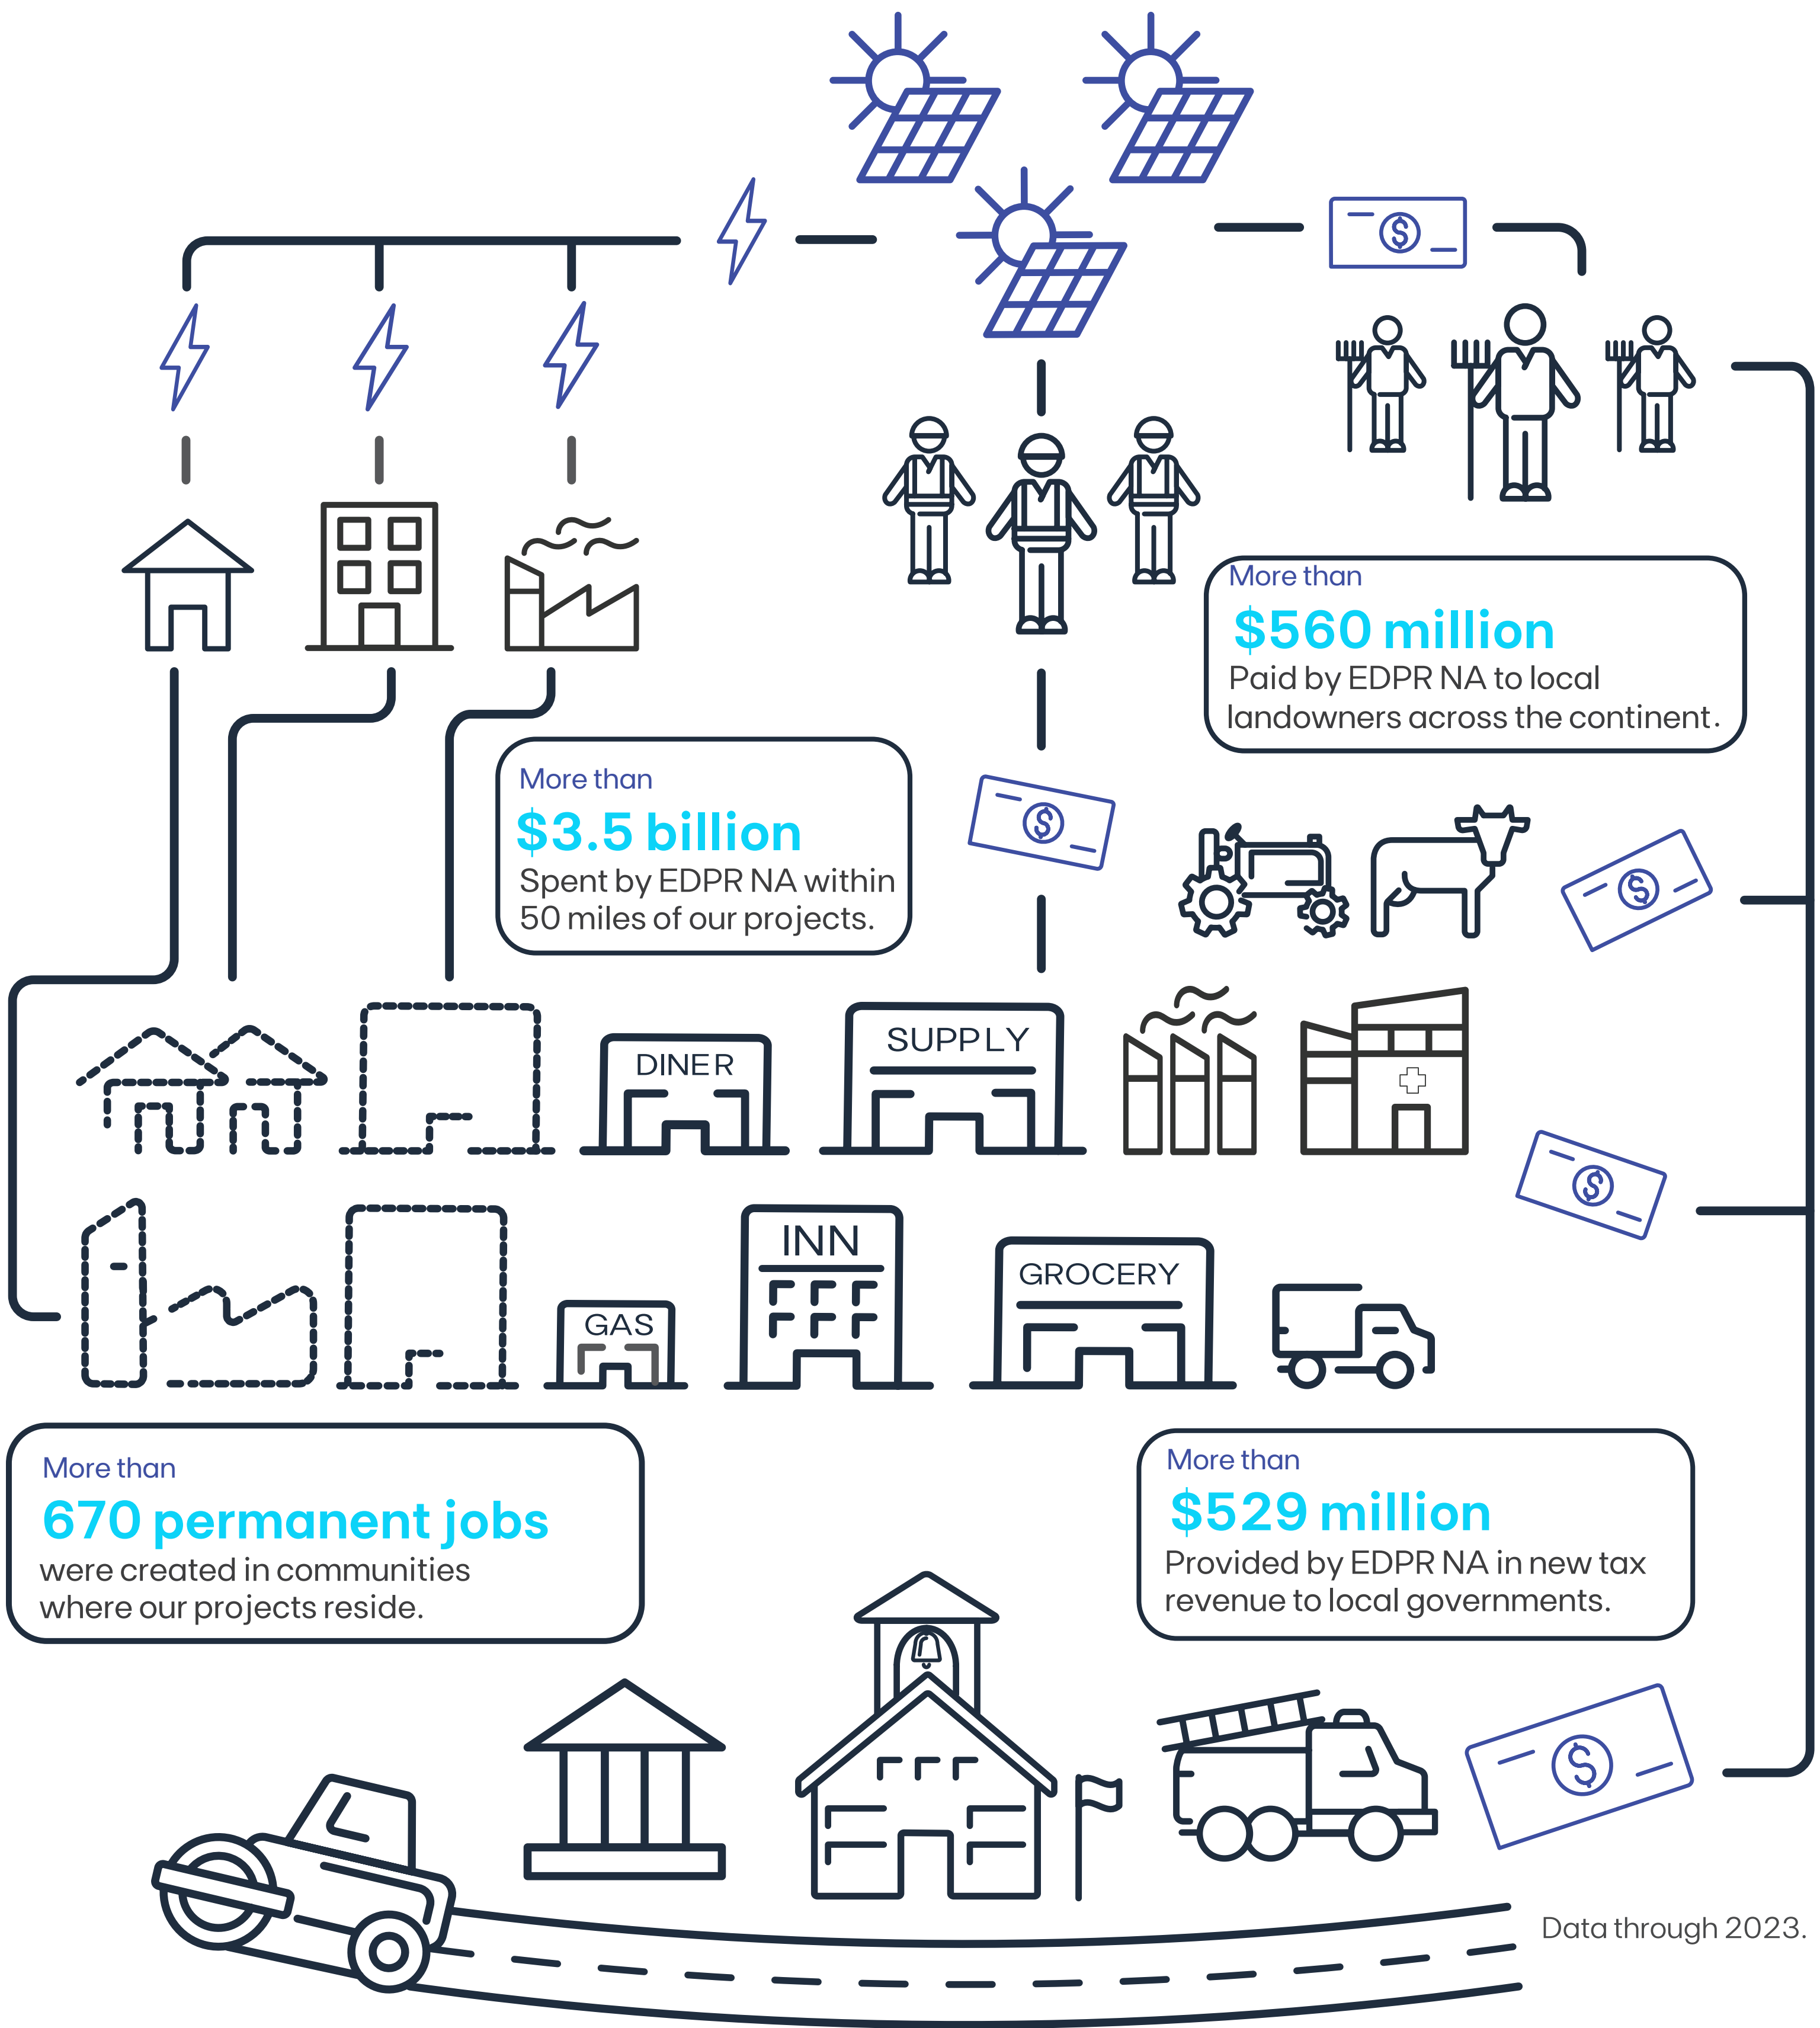 More than
$560 million
Paid by EDPR NA to local
landowners across the continent.
More than
$3.5 billion
Spent by EDPR NA within
50 miles of our projects.
DINER
SUPPLY
GAS
INN
GROCERY
More than
670 permanent jobs
were created in communities
where our projects reside.
More than
$529 million
Provided by EDPR NA in new tax
revenue to local governments.
Data through 2023.